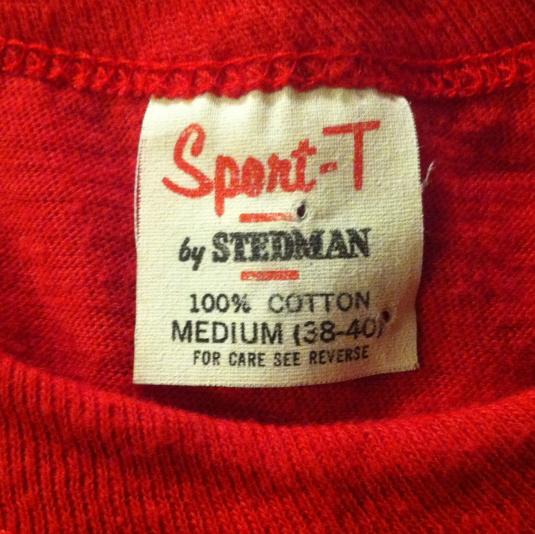 Sport-T
by STEDMAN
100% COTTON
MEDIUM (38-40)
FOR CARE SEE REVERSE